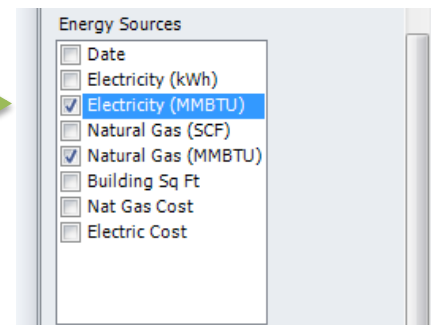 Energy Sources
Date
Electricity (kWh)
Electricity (MMBTU)
Natural Gas (SCF)
Natural Gas (MMBTU)
Building Sq Ft
Nat Gas Cost
Electric Cost